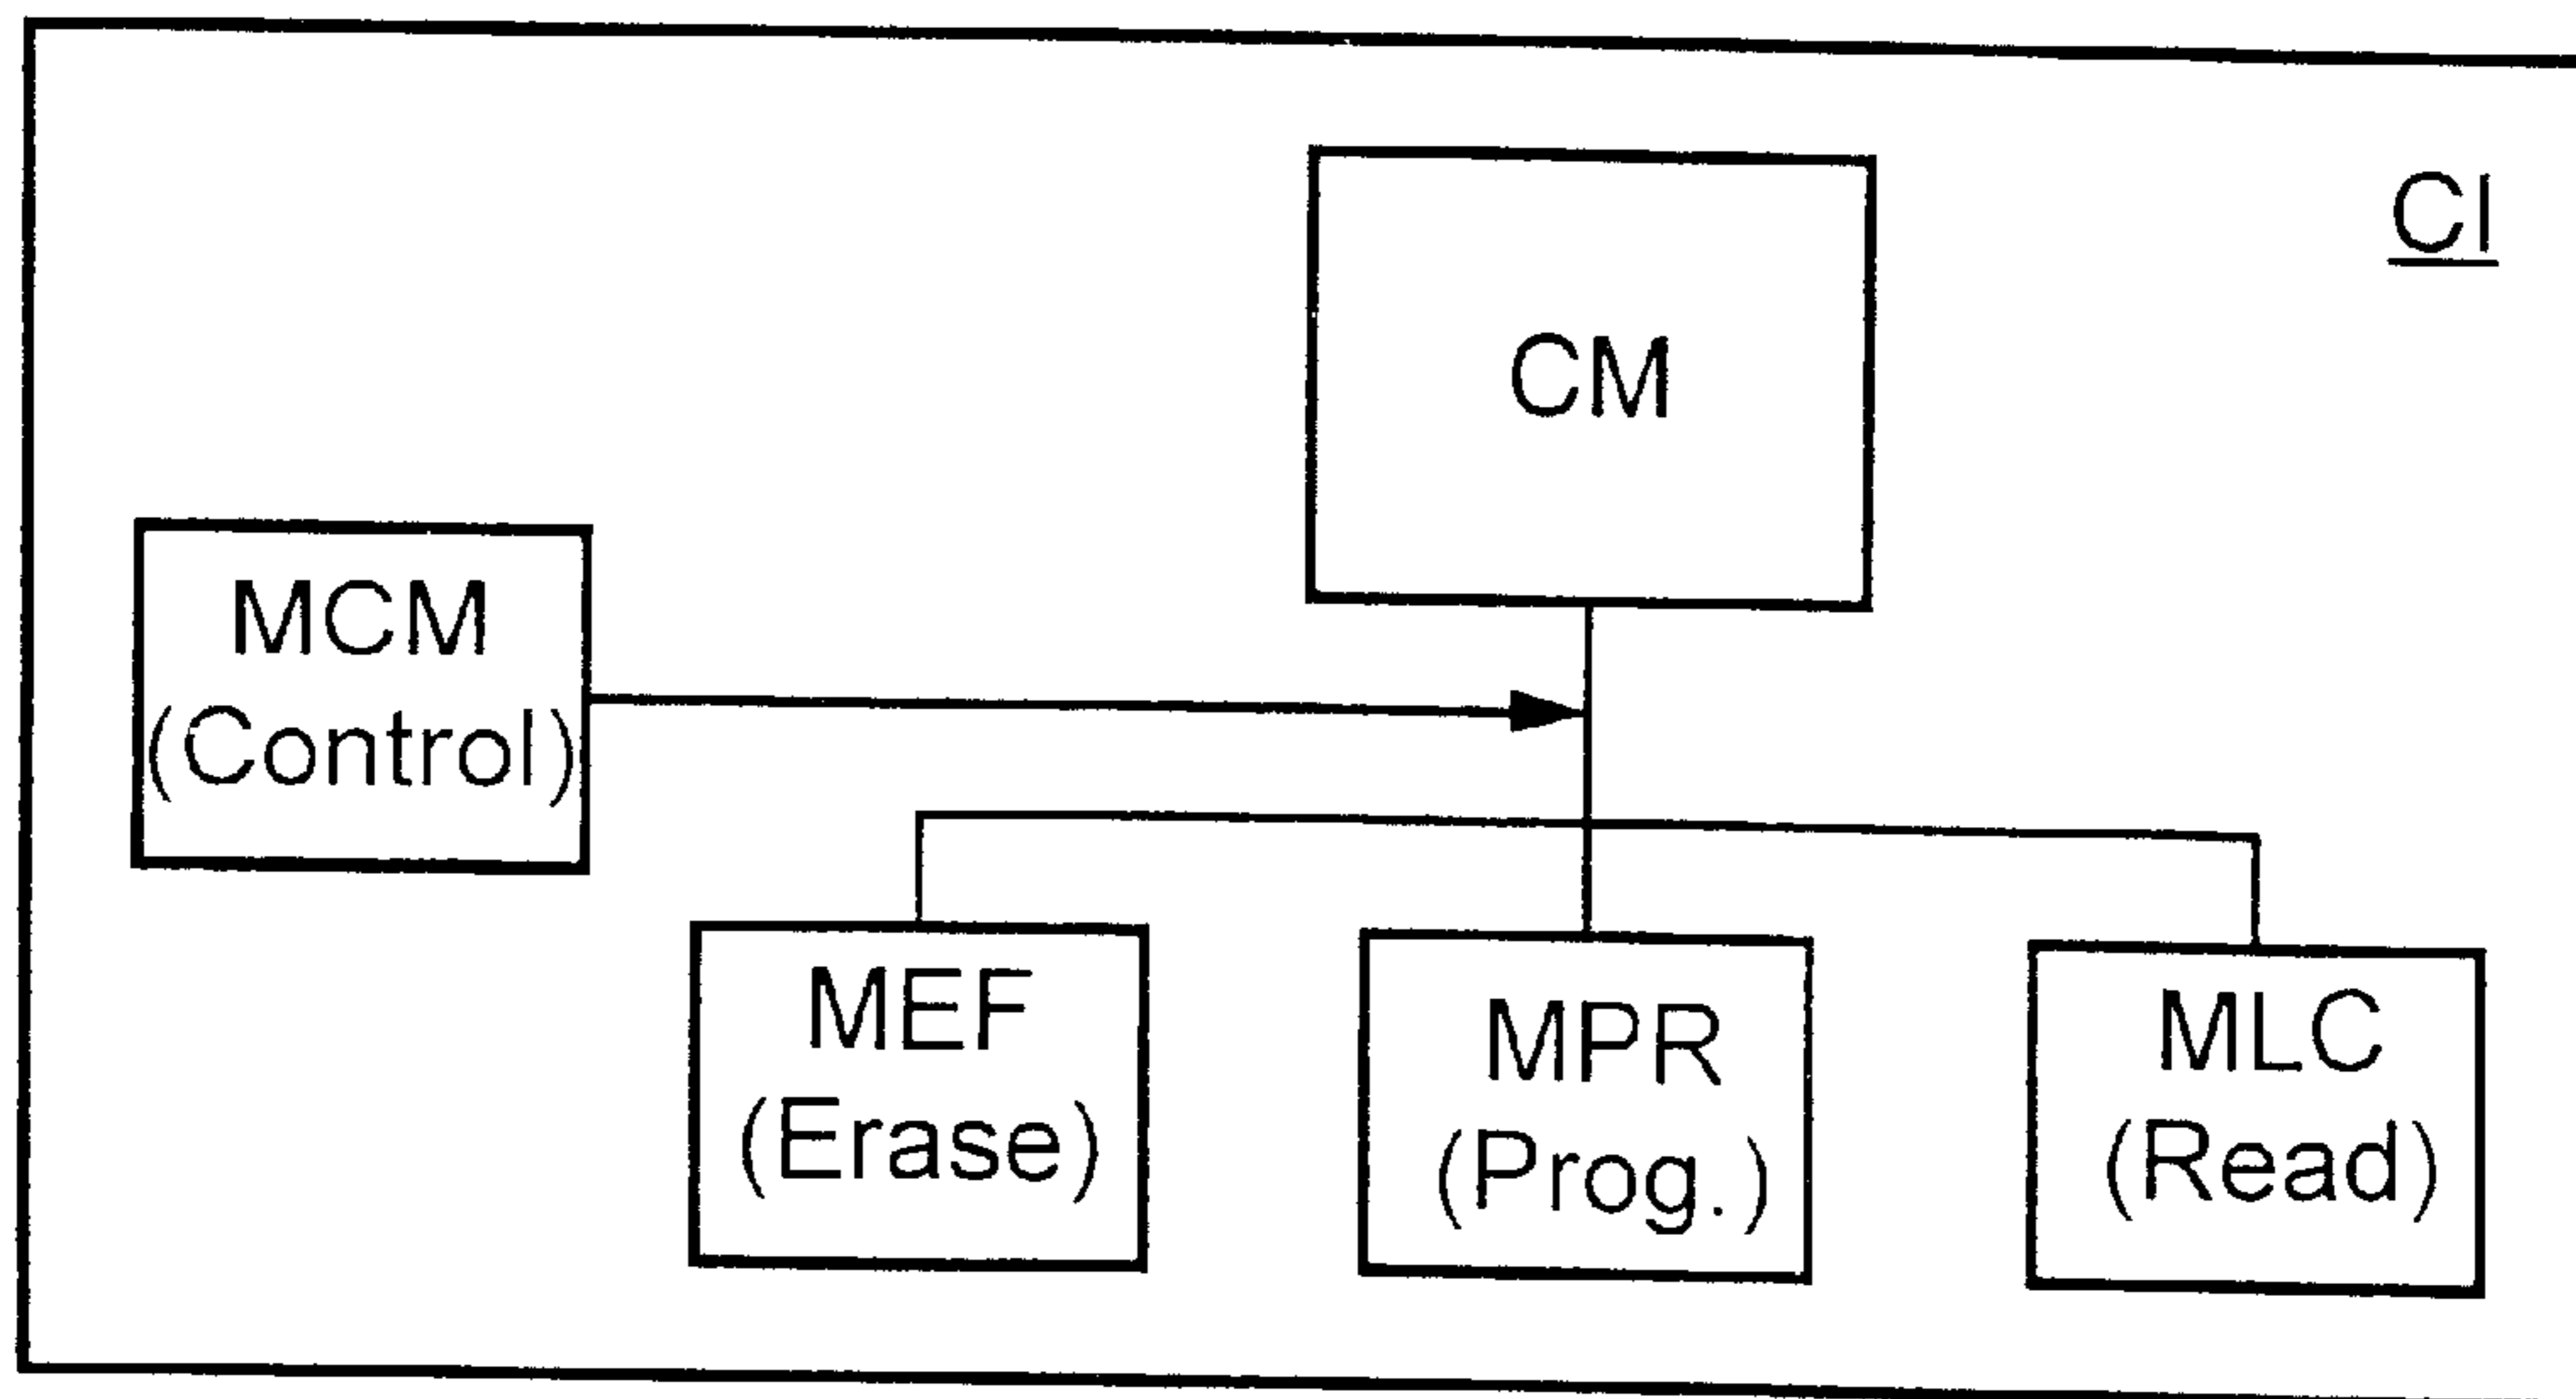 CI
CM
MCM
(Control)
MEF
(Erase)
MPR
(Prog.)
MLC
(Read)